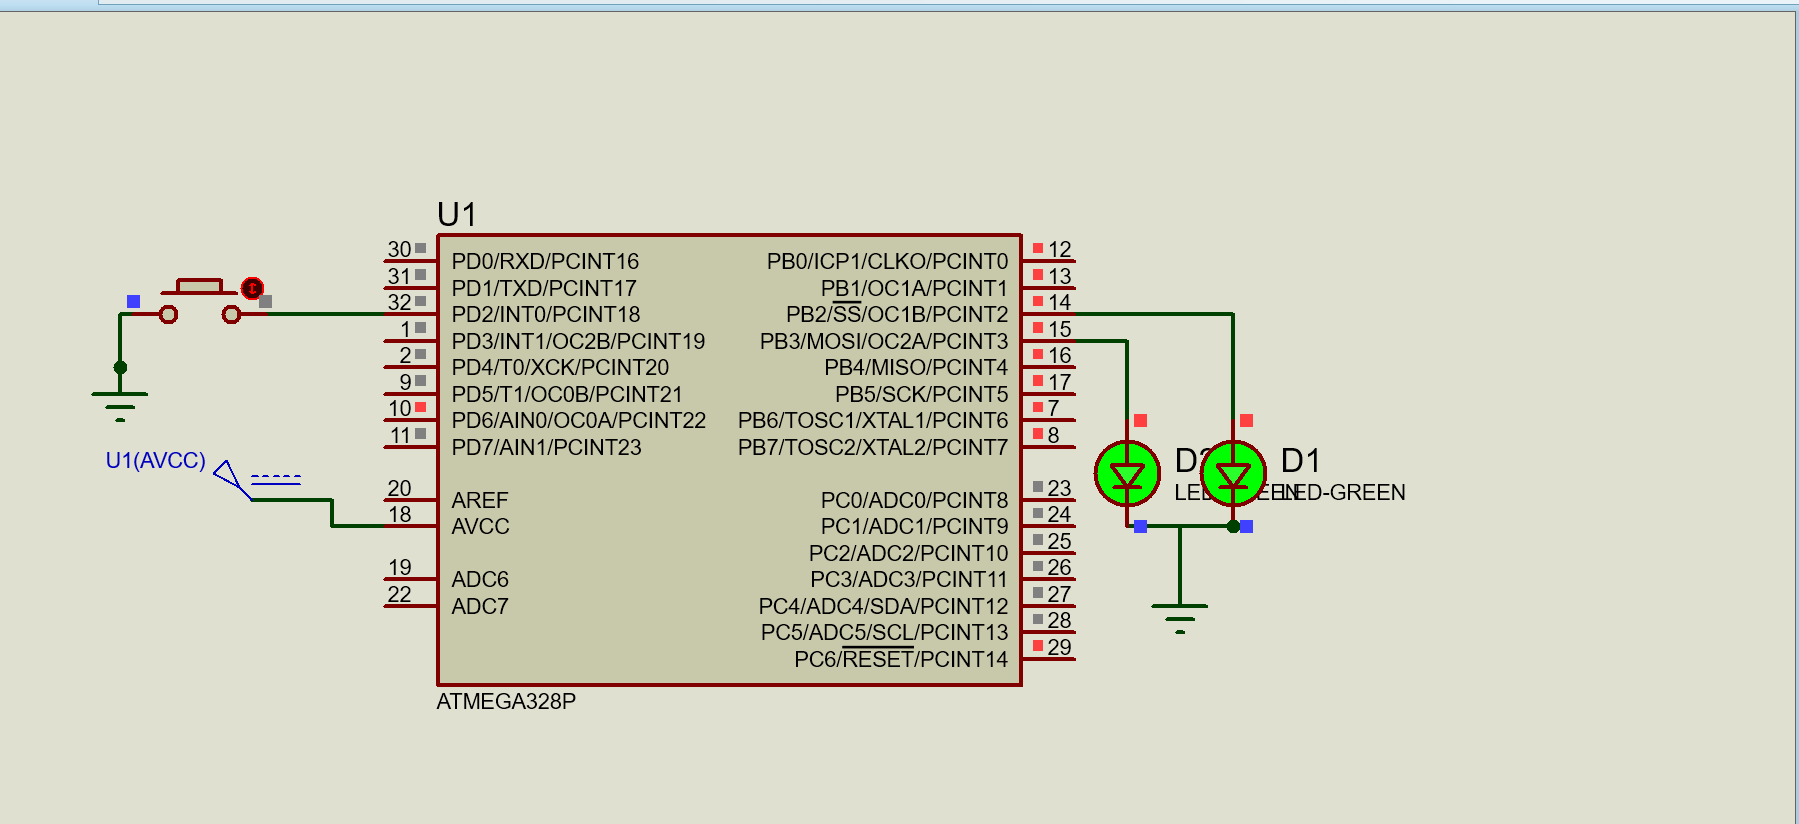 U1
30
PD0/RXD/PCINT16
31
PD1/TXD/PCINT17
32
PD2/INT0/PCINT18
1
PD3/INT1/OC2B/PCINT19
2
PD4/T0/XCK/PCINT20
9
PD5/T1/OC0B/PCINT21
10
PD6/AIN0/OC0A/PCINT22
11
PD7/AIN1/PCINT23
U1(AVCC)
20
AREF
18
AVCC
19
ADC6
22
ADC7
12
PB0/ICP1/CLKO/PCINT0
13
PB1/OC1A/PCINT1
14
PB2/SS/OC1B/PCINT2
15
PB3/MOSI/OC2A/PCINT3
16
PB4/MISO/PCINT4
17
PB5/SCK/PCINT5
7
PB6/TOSC1/XTAL1/PCINT6
8
PB7/TOSC2/XTAL2/PCINT7
23
PC0/ADC0/PCINT8
24
PC1/ADC1/PCINT9
25
PC2/ADC2/PCINT10
26
PC3/ADC3/PCINT11
27
PC4/ADC4/SDA/PCINT12
28
PC5/ADC5/SCL/PCINT13
29
PC6/RESET/PCINT14
ATMEGA328P
D1
LED-GREEN